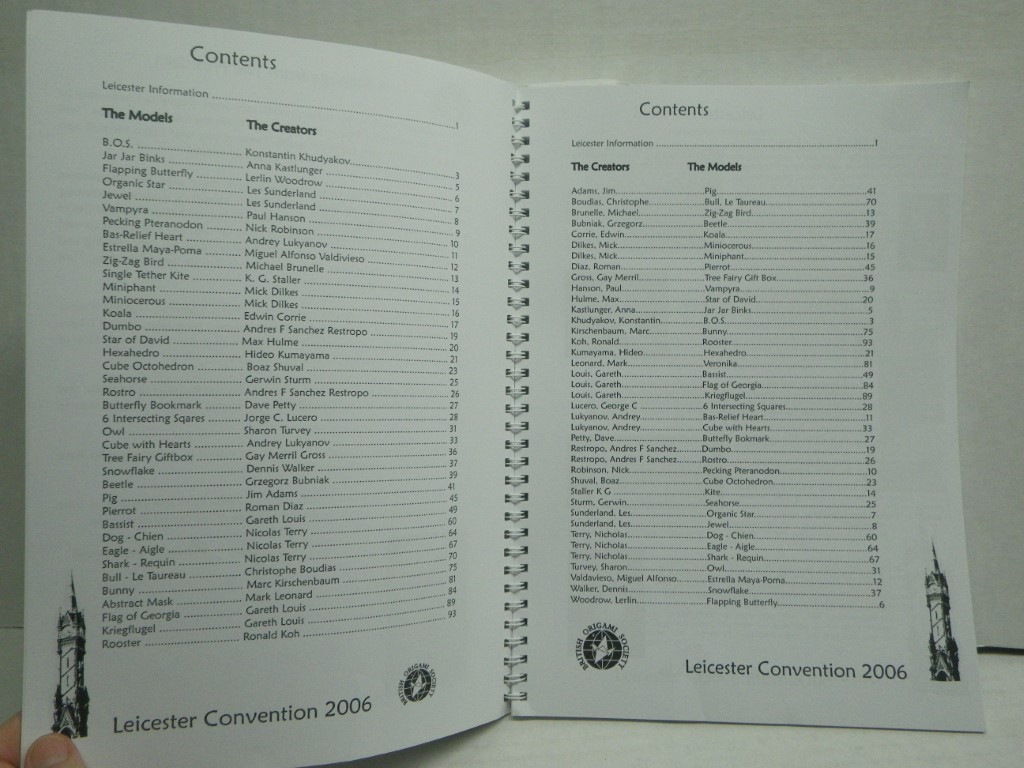 Contents
Leicester Information ..... 1
The Models The Creators
B.O.S. ..... Konstantin Khudyakov ..... 3
Jar Jar Binks ..... Anna Kastlunger ..... 5
Flapping Butterfly ..... Lerlin Woodrow ..... 6
Organic Star ..... Les Sunderland ..... 7
Jewel ..... Les Sunderland ..... 8
Vampyra ..... Paul Hanson ..... 9
Pecking Pteranodon ..... Nick Robinson ..... 10
Bas-Relief Heart ..... Andrey Lukyanov ..... 11
Estrella Maya-Poma ..... Miguel Alfonso Valdivieso ..... 12
Zig-Zag Bird ..... Michael Brunelle ..... 13
Single Tether Kite ..... K. G. Staller ..... 14
Miniphant ..... Mick Dilkes ..... 15
Miniocerous ..... Mick Dilkes ..... 16
Koala ..... Edwin Corrie ..... 17
Dumbo ..... Andres F Sanchez Restropo ..... 19
Star of David ..... Max Hulme ..... 20
Hexahedro ..... Hideo Kumayama ..... 21
Cube Octohedron ..... Boaz Shuval ..... 23
Seahorse ..... Gerwin Sturm ..... 25
Rostro ..... Andres F Sanchez Restropo ..... 26
Butterfly Bookmark ..... Dave Petty ..... 27
6 Intersecting Sqares ..... Jorge C. Lucero ..... 28
Owl ..... Sharon Turvey ..... 31
Cube with Hearts ..... Andrey Lukyanov ..... 33
Tree Fairy Giftbox ..... Gay Merril Gross ..... 36
Snowflake ..... Dennis Walker ..... 37
Beetle ..... Grzegorz Bubniak ..... 39
Pig ..... Jim Adams ..... 41
Pierrot ..... Roman Diaz ..... 45
Bassist ..... Gareth Louis ..... 49
Dog - Chien ..... Nicolas Terry ..... 60
Eagle - Aigle ..... Nicolas Terry ..... 64
Shark - Requin ..... Nicolas Terry ..... 67
Bull - Le Taureau ..... Christophe Boudias ..... 70
Bunny ..... Marc Kirschenbaum ..... 75
Abstract Mask ..... Mark Leonard ..... 81
Flag of Georgia ..... Gareth Louis ..... 84
Kriegflugel ..... Gareth Louis ..... 89
Rooster ..... Ronald Koh ..... 93
BRITISH ORIGAMI SOCIETY
Leicester Convention 2006
Contents
Leicester Information ..... 1
The Creators The Models
Adams, Jim ..... Pig ..... 41
Boudias, Christophe ..... Bull, Le Taureau ..... 70
Brunelle, Michael ..... Zig-Zag Bird ..... 13
Bubniak, Grzegorz ..... Beetle ..... 39
Corrie, Edwin ..... Koala ..... 17
Dilkes, Mick ..... Miniocorous ..... 16
Dilkes, Mick ..... Miniphant ..... 15
Diaz, Roman ..... Pierrot ..... 45
Gross, Gay Merril ..... Tree Fairy Gift Box ..... 36
Hanson, Paul ..... Vampyra ..... 9
Hulme, Max ..... Star of David ..... 20
Kastlunger, Anna ..... Jar Jar Binks ..... 5
Khudyakov, Konstantin ..... B.O.S. ..... 3
Kirschenbaum, Marc ..... Bunny ..... 75
Koh, Ronald ..... Rooster ..... 93
Kumayama, Hideo ..... Hexahedro ..... 21
Leonard, Mark ..... Veronika ..... 81
Louis, Gareth ..... Bassist ..... 49
Louis, Gareth ..... Flag of Georgia ..... 84
Louis, Gareth ..... Kriegflugel ..... 89
Lucero, George C ..... 6 Intersecting Squares ..... 28
Lukyanov, Andrey ..... Bas-Relief Heart ..... 11
Lukyanov, Andrey ..... Cube with Hearts ..... 33
Petty, Dave ..... Buttefly Bokmark ..... 27
Restropo, Andres F Sanchez ..... Dumbo ..... 19
Restropo, Andres F Sanchez ..... Rostro ..... 26
Robinson, Nick ..... Pecking Pteranodon ..... 10
Shuval, Boaz ..... Cube Octohedron ..... 23
Staller K G ..... Kite ..... 14
Sturm, Gerwin ..... Seahorse ..... 25
Sunderland, Les ..... Organic Star ..... 7
Sunderland, Les ..... Jewel ..... 8
Terry, Nicholas ..... Dog - Chien ..... 60
Terry, Nicholas ..... Eagle - Aigle ..... 64
Terry, Nicholas ..... Shark - Requin ..... 67
Turvey, Sharon ..... Owl ..... 31
Valdavieso, Miguel Alfonso ..... Estrella Maya-Poma ..... 12
Walker, Dennis ..... Snowflake ..... 37
Woodrow, Lerlin ..... Flapping Butterfly ..... 6
BRITISH ORIGAMI SOCIETY
Leicester Convention 2006